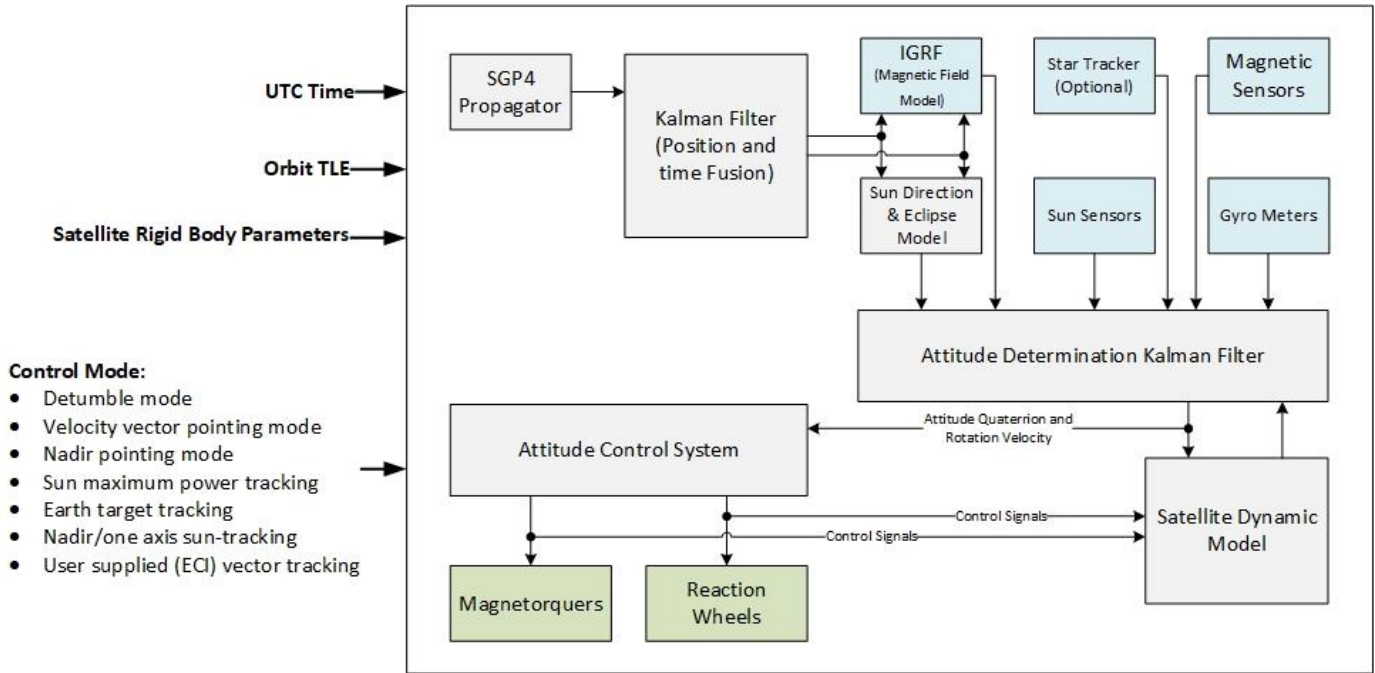 UTC Time
Orbit TLE
Satellite Rigid Body Parameters
Control Mode:
• Detumble mode
• Velocity vector pointing mode
• Nadir pointing mode
• Sun maximum power tracking
• Earth target tracking
• Nadir/one axis sun-tracking
• User supplied (ECI) vector tracking
SGP4
Propagator
Kalman Filter
(Position and
time Fusion)
IGRF
(Magnetic Field
Model)
Star Tracker
(Optional)
Magnetic
Sensors
Sun Direction
& Eclipse
Model
Sun Sensors
Gyro Meters
Attitude Determination Kalman Filter
Attitude Quaterrion and
Rotation Velocity
Attitude Control System
Control Signals
Control Signals
Satellite Dynamic
Model
Magnetorquers
Reaction
Wheels